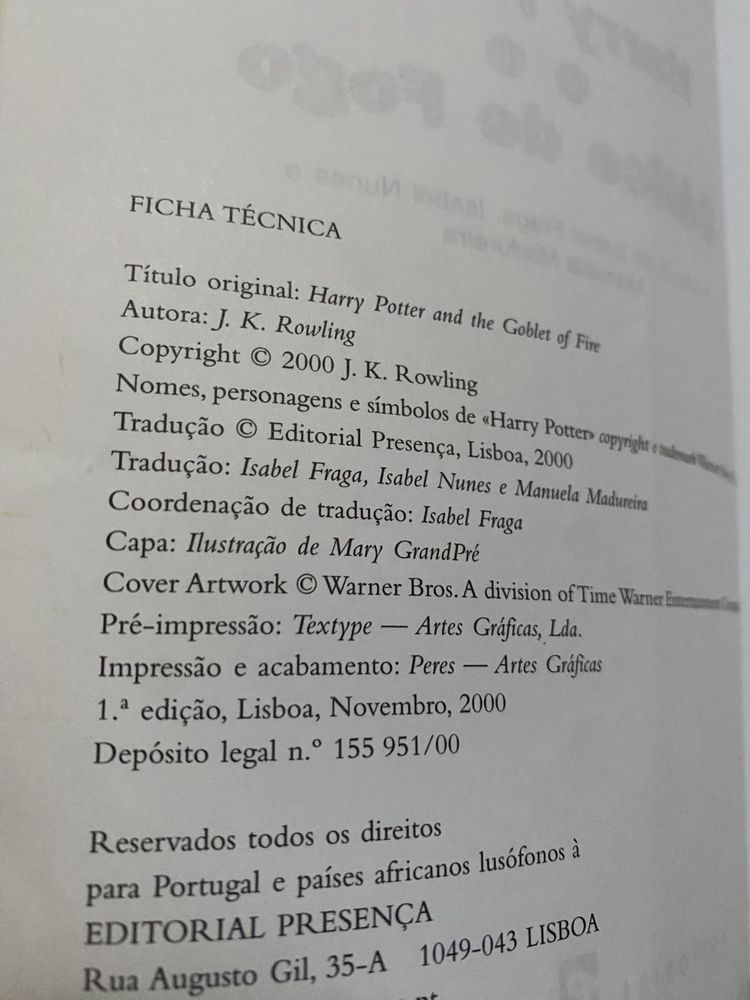 FICHA TÉCNICA
Título original: Harry Potter and the Goblet of Fire
Autora: J. K. Rowling
Copyright © 2000 J. K. Rowling
Nomes, personagens e símbolos de «Harry Potter» copyright e trademark Warner
Tradução © Editorial Presença, Lisboa, 2000
Tradução: Isabel Fraga, Isabel Nunes e Manuela Madureira
Coordenação de tradução: Isabel Fraga
Capa: Ilustração de Mary GrandPré
Cover Artwork © Warner Bros. A division of Time Warner Entertainment
Pré-impressão: Textype — Artes Gráficas, Lda.
Impressão e acabamento: Peres — Artes Gráficas
1.ª edição, Lisboa, Novembro, 2000
Depósito legal n.º 155 951/00
Reservados todos os direitos
para Portugal e países africanos lusófonos à
EDITORIAL PRESENÇA
Rua Augusto Gil, 35-A 1049-043 LISBOA